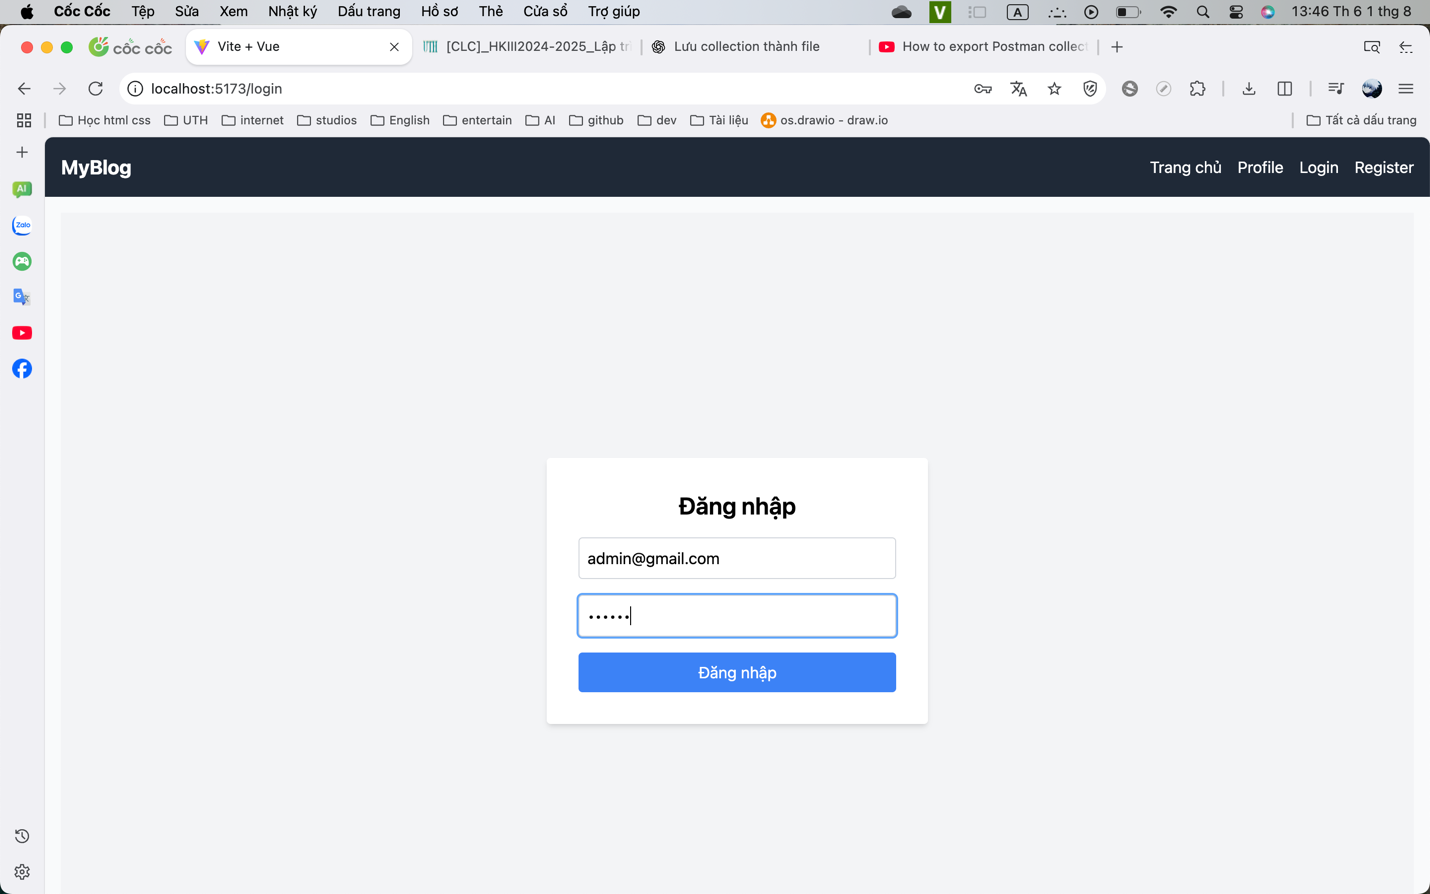 Cốc Cốc Tệp Sửa Xem Nhật ký Dấu trang Hồ sơ Thẻ Cửa sổ Trợ giúp V A 13:46 Th 6 1 thg 8
cốc cốc Vite + Vue [CLC]_HKIII2024-2025_Lập tr Lưu collection thành file How to export Postman collec
localhost:5173/login
Học html css UTH internet studios English entertain AI github dev Tài liệu os.drawio - draw.io Tất cả dấu trang
MyBlog Trang chủ Profile Login Register
AI
Zalo
Đăng nhập
admin@gmail.com
••••••
Đăng nhập